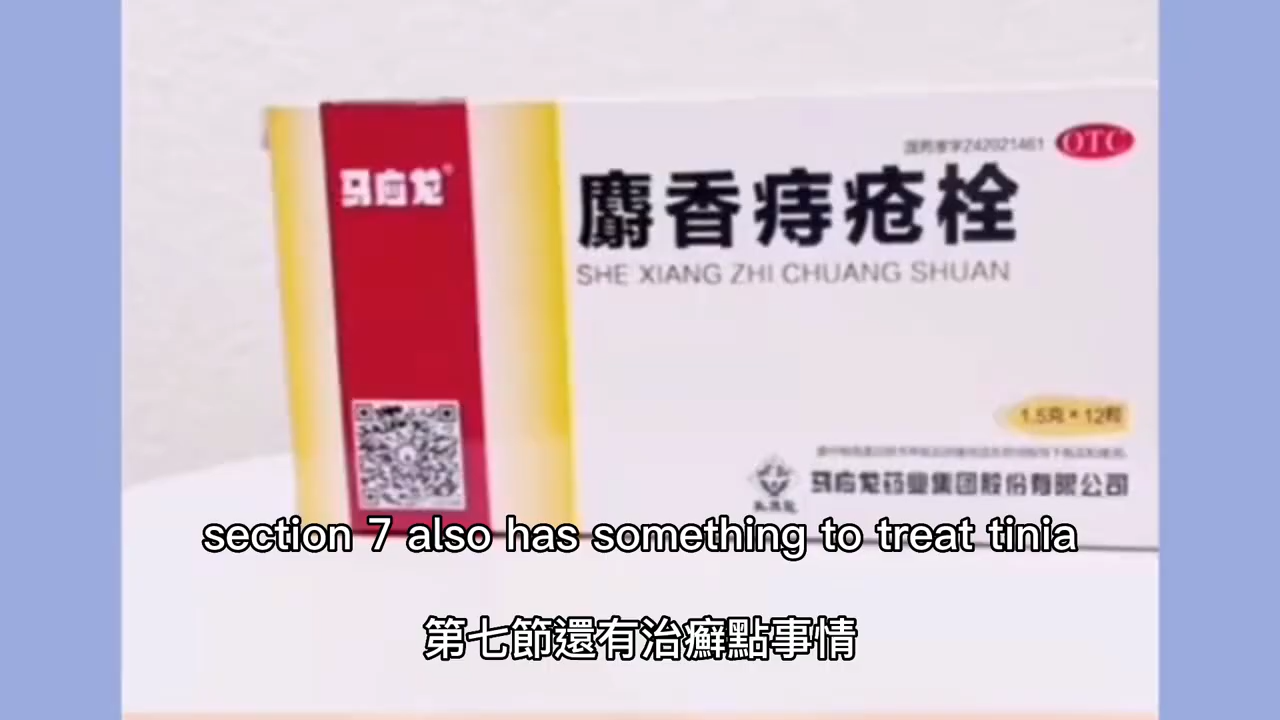 国药准字Z42021461 OTC
马应龙®
麝香痔疮栓
SHE XIANG ZHI CHUANG SHUAN
1.5克*12粒
马应龙药业集团股份有限公司
section 7 also has something to treat tinia
第七節還有治癬點事情